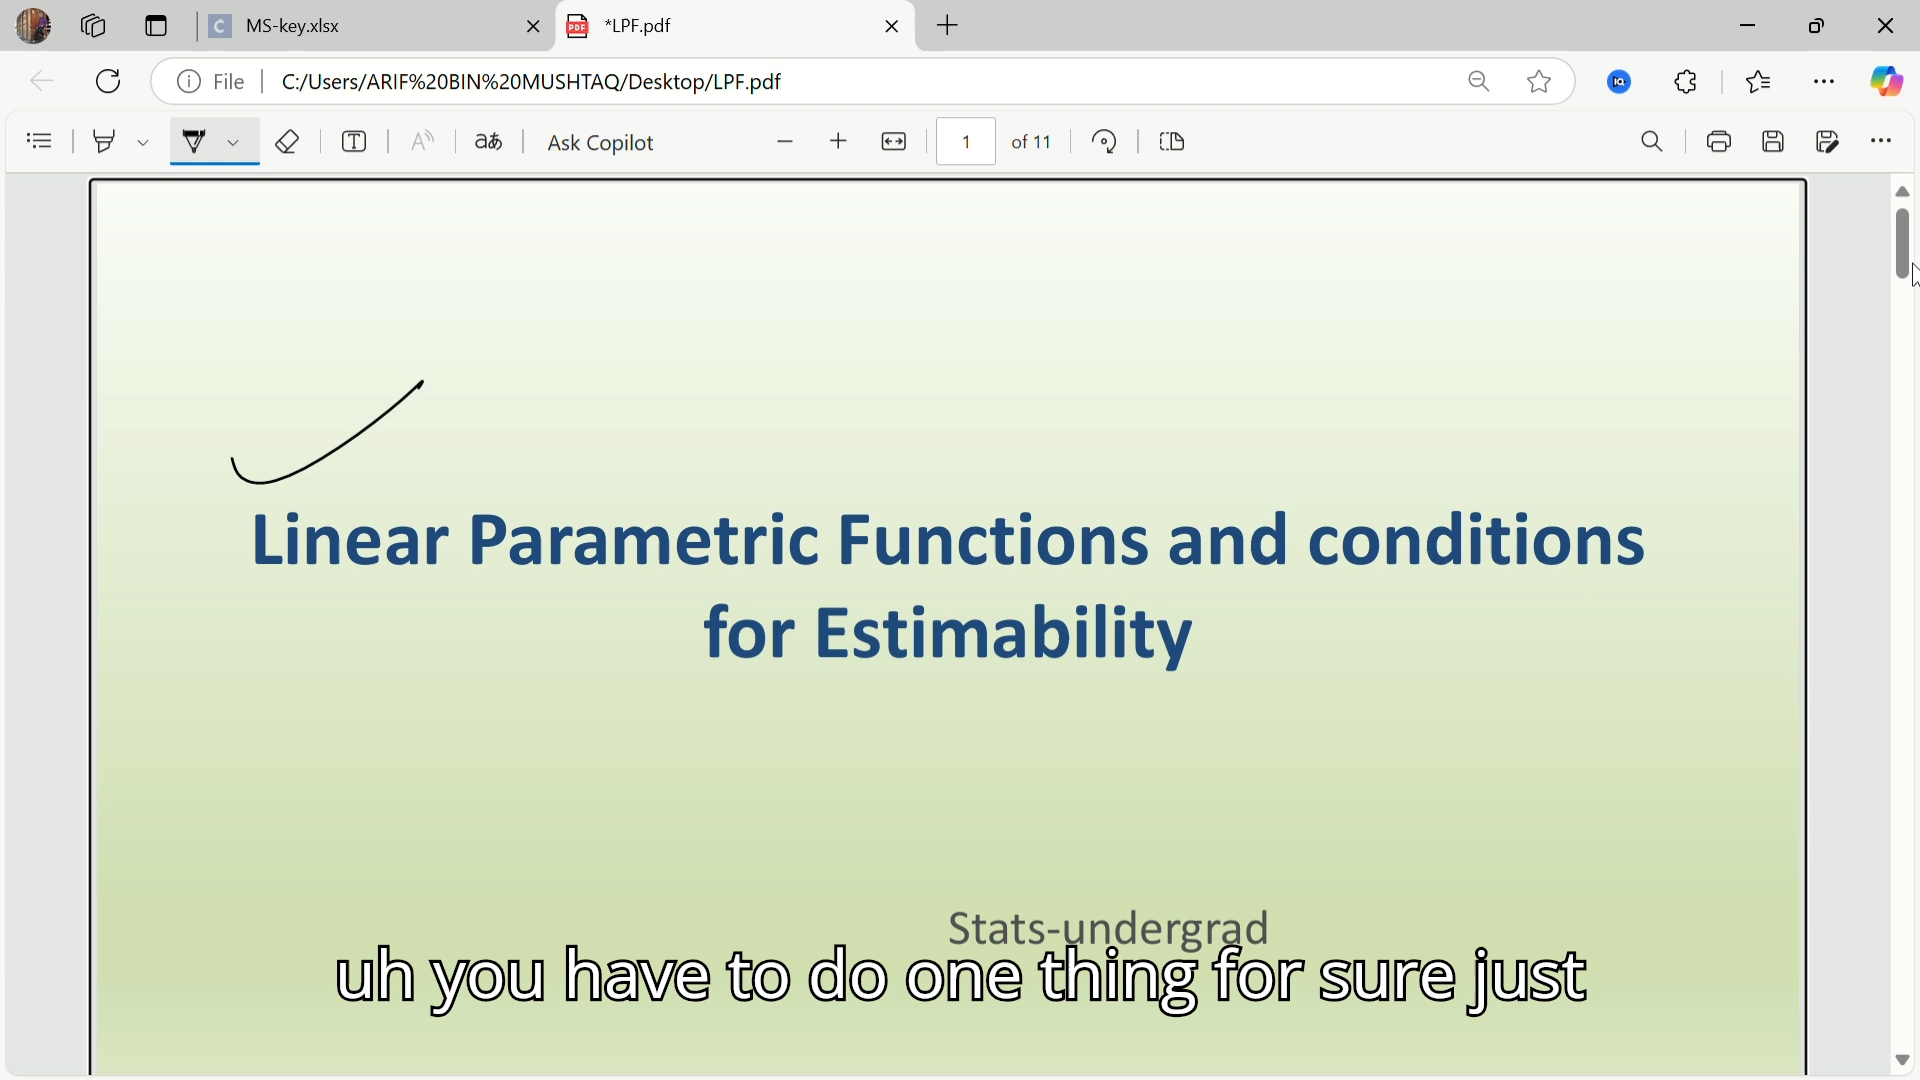 MS-key.xlsx
*LPF.pdf
File
C:/Users/ARIF%20BIN%20MUSHTAQ/Desktop/LPF.pdf
Ask Copilot
1 of 11
Linear Parametric Functions and conditions
for Estimability
Stats-undergrad
uh you have to do one thing for sure just